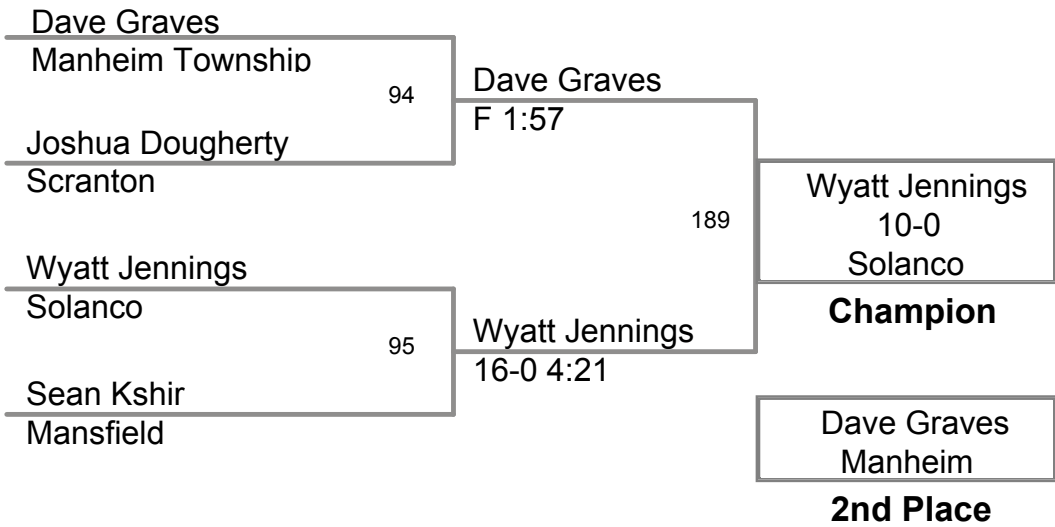 Dave Graves
Manheim Township
94
Joshua Dougherty
Scranton
Dave Graves
F 1:57
Wyatt Jennings
Solanco
95
Sean Kshir
Mansfield
Wyatt Jennings
16-0 4:21
189
Wyatt Jennings
10-0
Solanco
Champion
Dave Graves
Manheim
2nd Place